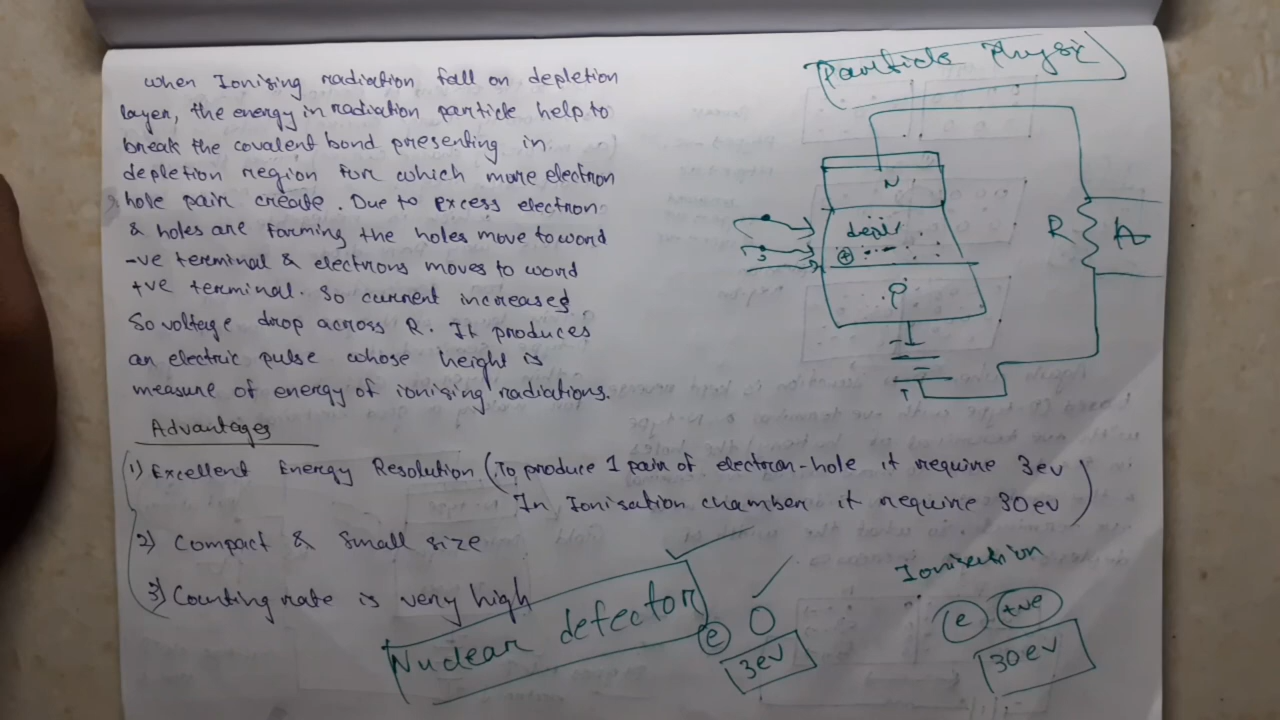 Particle Physi
when Ionising radiation fall on depletion
layer, the energy in radiation particle help to
break the covalent bond presenting in
depletion region for which more electron
hole pair create. Due to excess electron
& holes are forming the holes move toword
-ve terminal & electrons moves to word
+ve terminal. So current increased
So voltage drop across R. It produces
an electric pulse whose height is
measure of energy of ionising radiations.
N
depli
+
P
R
Advantages
1) Excellent Energy Resolution (To produce 1 pair of electron-hole it require 3ev
In Ionisation chamber it require 30ev)
2) Compact & Small size
3) Counting rate is very high
Nuclear detector
e O
3ev
Ionisation
e +ve
30ev